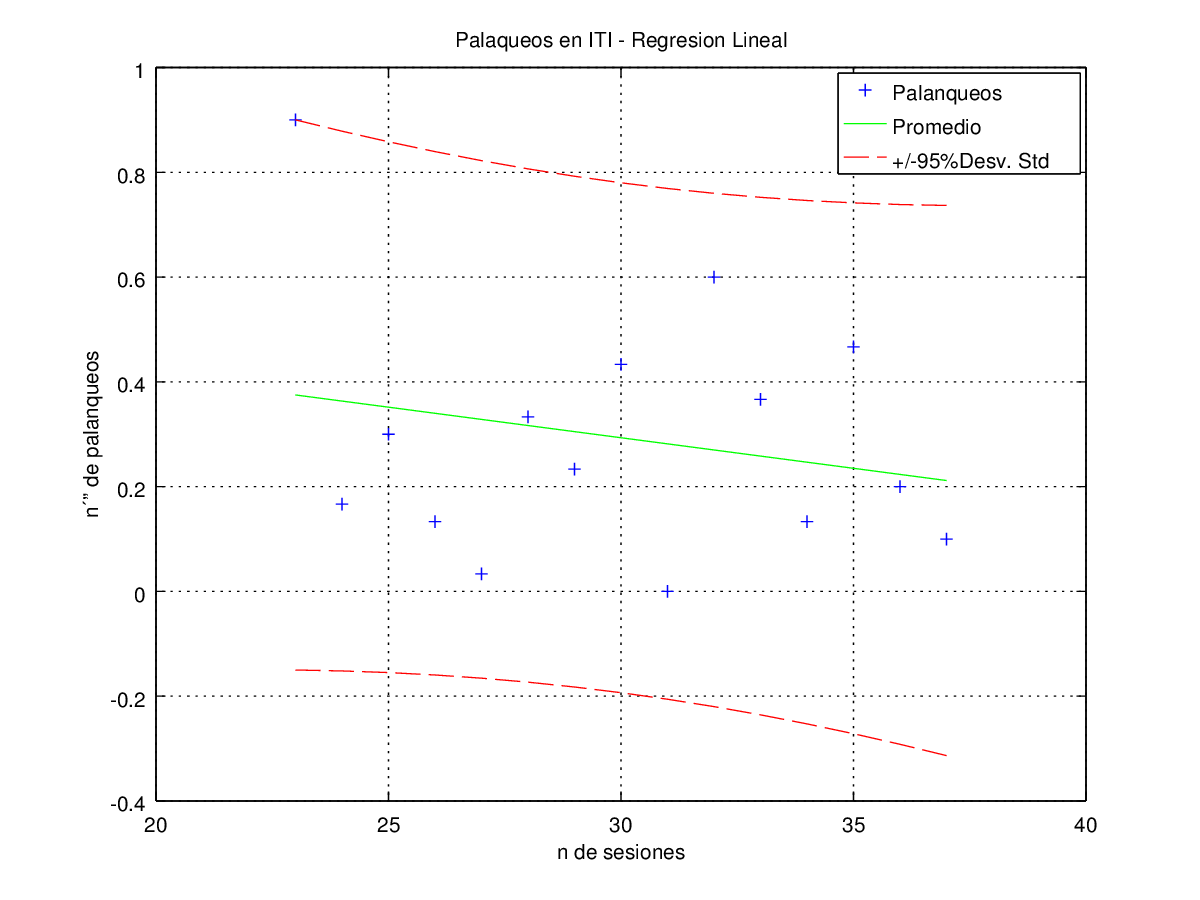 Palaqueos en ITI - Regresion Lineal
1
0.8
0.6
0.4
0.2
0
-0.2
-0.4
20
25
30
35
40
Palanqueos
Promedio
+/-95%Desv. Std
n´” de palanqueos
n de sesiones